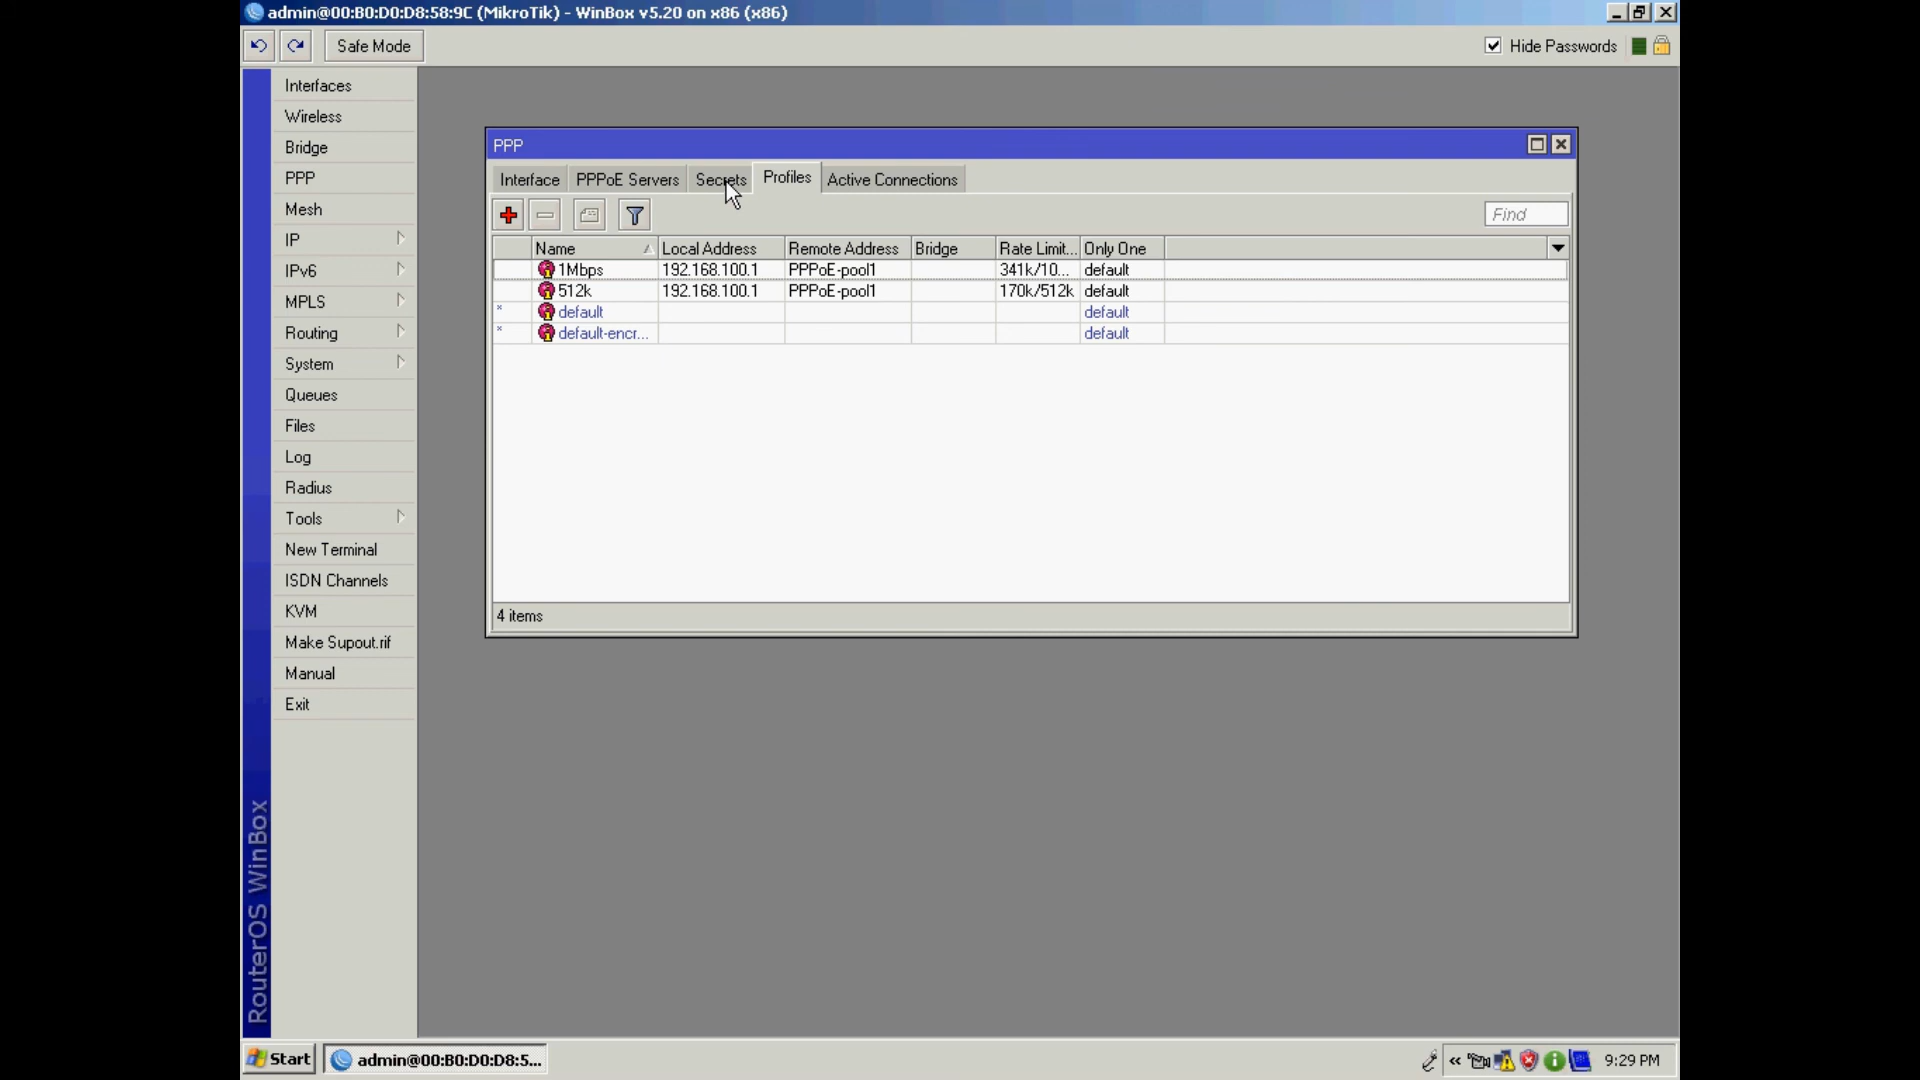 admin@00:B0:D0:D8:58:9C (MikroTik) - WinBox v5.20 on x86 (x86)
Safe Mode
Hide Passwords
Interfaces
Wireless
Bridge
PPP
Mesh
IP
IPv6
MPLS
Routing
System
Queues
Files
Log
Radius
Tools
New Terminal
ISDN Channels
KVM
Make Supout.rif
Manual
Exit
RouterOS WinBox
PPP
Interface PPPoE Servers Secrets Profiles Active Connections
Find
Name Local Address Remote Address Bridge Rate Limit... Only One
1Mbps 192.168.100.1 PPPoE-pool1 341k/10... default
512k 192.168.100.1 PPPoE-pool1 170k/512k default
* default default
* default-encr... default
4 items
Start admin@00:B0:D0:D8:5... « 9:29 PM